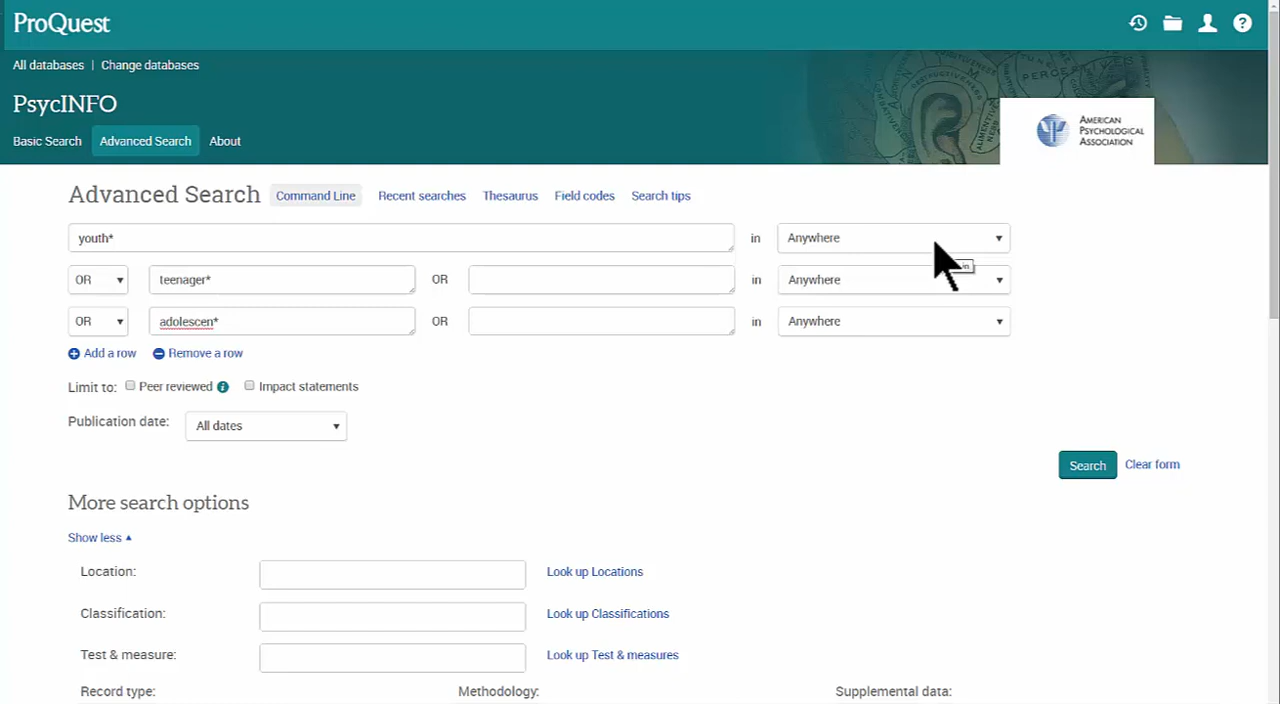 ProQuest
All databases | Change databases
PsycINFO
AMERICAN
PSYCHOLOGICAL
ASSOCIATION
Basic Search Advanced Search About
Advanced Search Command Line Recent searches Thesaurus Field codes Search tips
youth* in Anywhere
OR teenager* OR in Anywhere
OR adolescen* OR in Anywhere
Add a row Remove a row
Limit to: Peer reviewed Impact statements
Publication date: All dates
Search Clear form
More search options
Show less
Location: Look up Locations
Classification: Look up Classifications
Test & measure: Look up Test & measures
Record type: Methodology: Supplemental data: